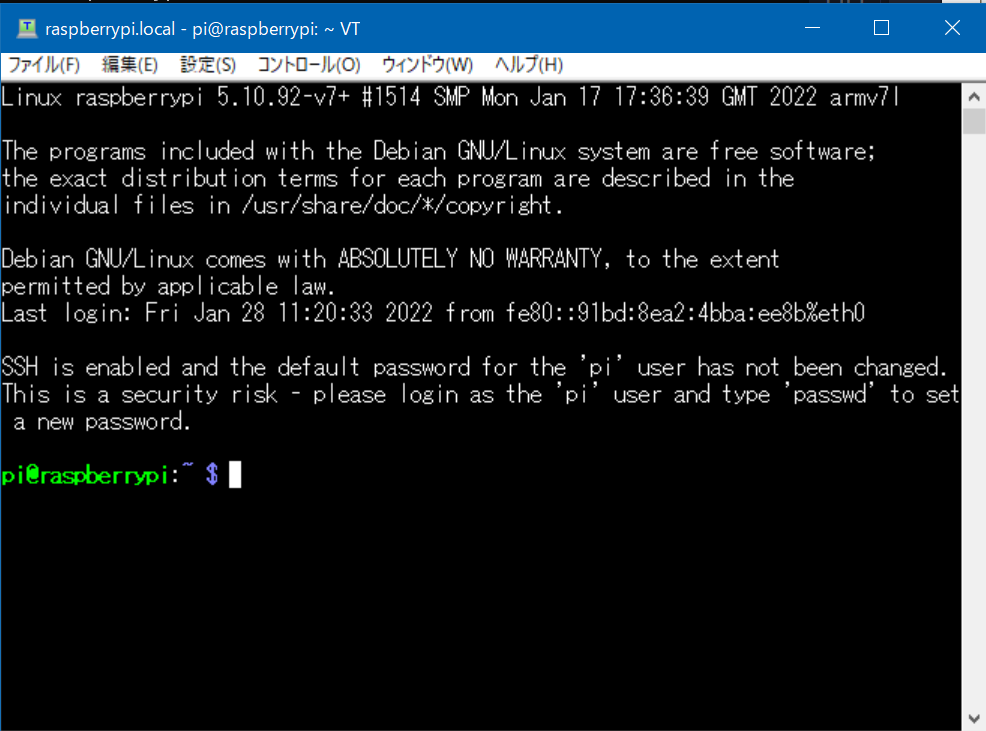 raspberrypi.local - pi@raspberrypi: ~ VT
ファイル(F) 編集(E) 設定(S) コントロール(O) ウィンドウ(W) ヘルプ(H)
Linux raspberrypi 5.10.92-v7+ #1514 SMP Mon Jan 17 17:36:39 GMT 2022 armv7l
The programs included with the Debian GNU/Linux system are free software;
the exact distribution terms for each program are described in the
individual files in /usr/share/doc/*/copyright.
Debian GNU/Linux comes with ABSOLUTELY NO WARRANTY, to the extent
permitted by applicable law.
Last login: Fri Jan 28 11:20:33 2022 from fe80::91bd:8ea2:4bba:ee8b%eth0
SSH is enabled and the default password for the 'pi' user has not been changed.
This is a security risk - please login as the 'pi' user and type 'passwd' to set
a new password.
pi@raspberrypi:~ $